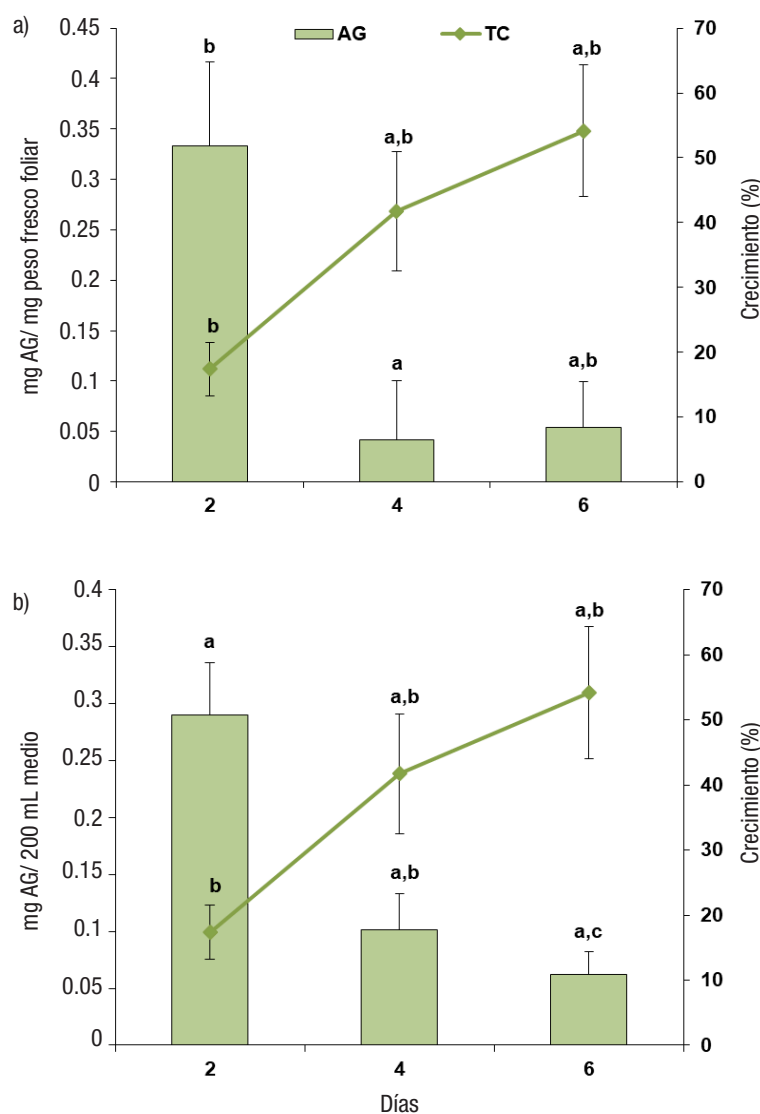 a)
AG TC
mg AG/ mg peso fresco foliar
0.45
0.4
0.35
0.3
0.25
0.2
0.15
0.1
0.05
0
b
b
a,b
a
a,b
a,b
70
60
50
40
30
20
10
0
Crecimiento (%)
2 4 6
b)
mg AG/ 200 mL medio
0.4
0.35
0.3
0.25
0.2
0.15
0.1
0.05
0
a
b
a,b
a,b
a,b
a,c
70
60
50
40
30
20
10
0
Crecimiento (%)
2 4 6
Días